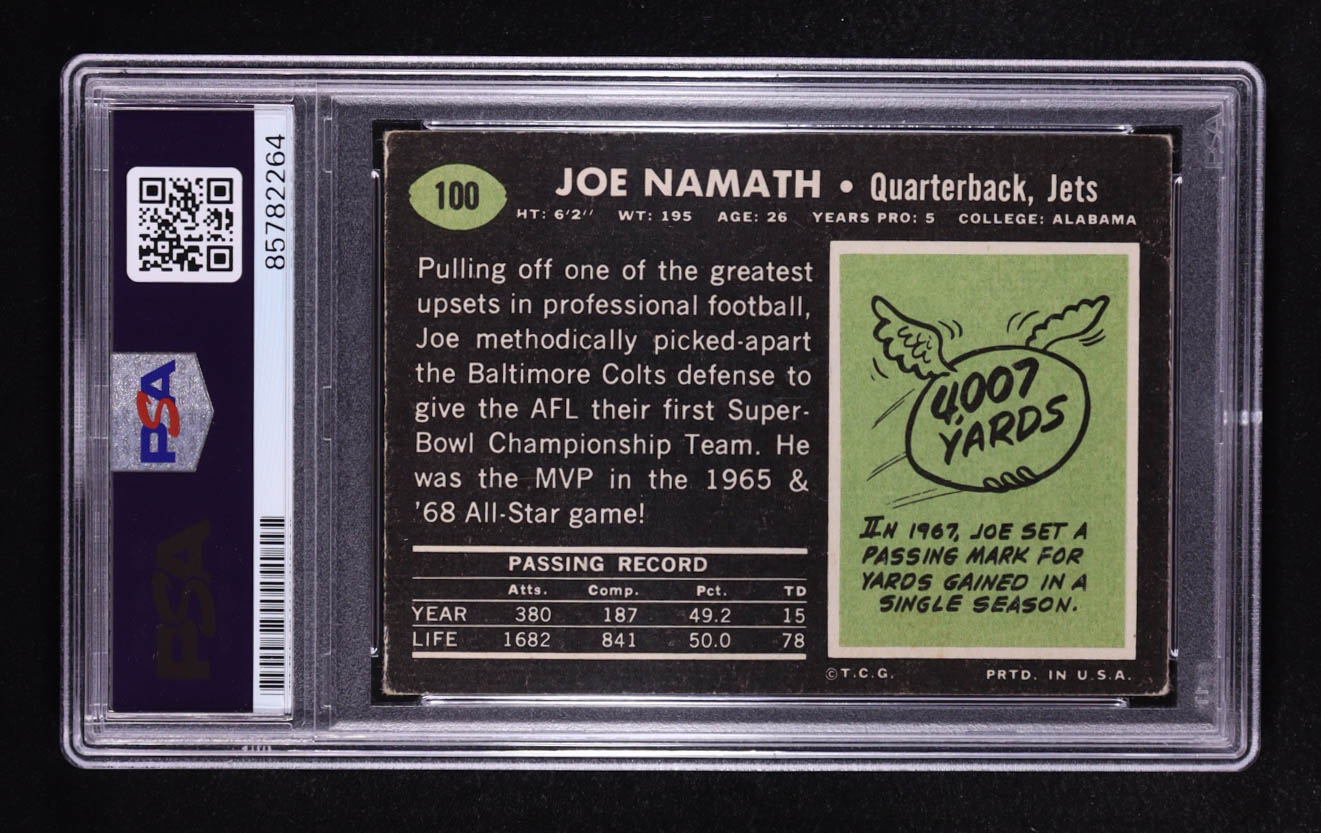 85782264
PSA
PSA
100
JOE NAMATH • Quarterback, Jets
HT: 6'2'' WT: 195 AGE: 26 YEARS PRO: 5 COLLEGE: ALABAMA
Pulling off one of the greatest
upsets in professional football,
Joe methodically picked-apart
the Baltimore Colts defense to
give the AFL their first Super-
Bowl Championship Team. He
was the MVP in the 1965 &
'68 All-Star game!
PASSING RECORD
Atts. Comp. Pct. TD
YEAR 380 187 49.2 15
LIFE 1682 841 50.0 78
4,007
YARDS
IN 1967, JOE SET A
PASSING MARK FOR
YARDS GAINED IN A
SINGLE SEASON.
© T.C.G. PRTD. IN U.S.A.